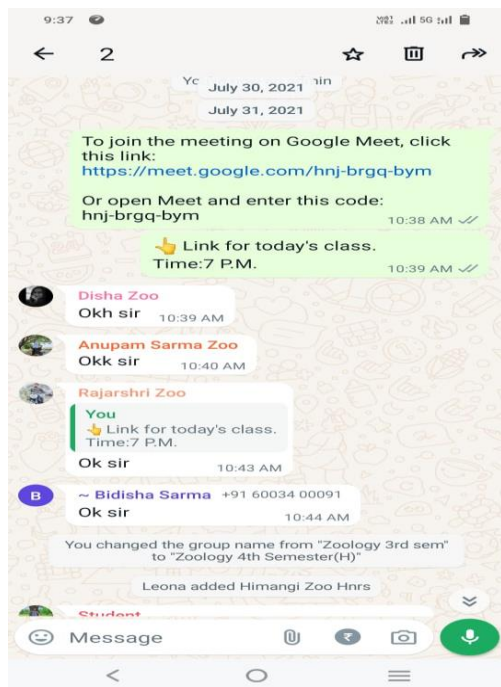 9:37
5G
2
July 30, 2021
July 31, 2021
To join the meeting on Google Meet, click
this link:
https://meet.google.com/hnj-brgq-bym
Or open Meet and enter this code:
hnj-brgq-bym
10:38 AM
👆 Link for today's class.
Time:7 P.M.
10:39 AM
Disha Zoo
Okh sir 10:39 AM
Anupam Sarma Zoo
Okk sir 10:40 AM
Rajarshri Zoo
You
👆 Link for today's class.
Time:7 P.M.
Ok sir 10:43 AM
B ~ Bidisha Sarma +91 60034 00091
Ok sir 10:44 AM
You changed the group name from "Zoology 3rd sem"
to "Zoology 4th Semester(H)"
Leona added Himangi Zoo Hnrs
Student
Message